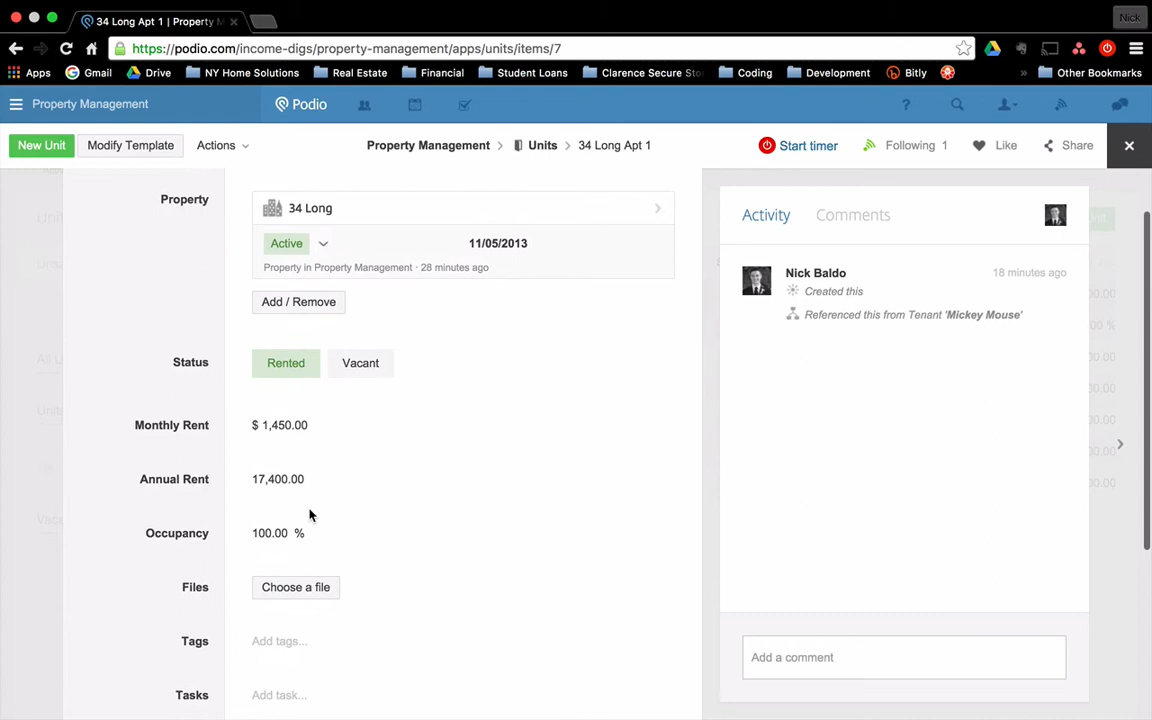 34 Long Apt 1 | Property M
Nick
https://podio.com/income-digs/property-management/apps/units/items/7
Apps Gmail Drive NY Home Solutions Real Estate Financial Student Loans Clarence Secure Sto Coding Development Bitly » Other Bookmarks
Property Management Podio ?
New Unit Modify Template Actions Property Management > Units > 34 Long Apt 1 Start timer Following 1 Like Share
Property
34 Long
Active 11/05/2013
Property in Property Management · 28 minutes ago
Add / Remove
Status Rented Vacant
Monthly Rent $ 1,450.00
Annual Rent 17,400.00
Occupancy 100.00 %
Files Choose a file
Tags Add tags...
Tasks Add task...
Activity Comments
Nick Baldo 18 minutes ago
Created this
Referenced this from Tenant 'Mickey Mouse'
Add a comment